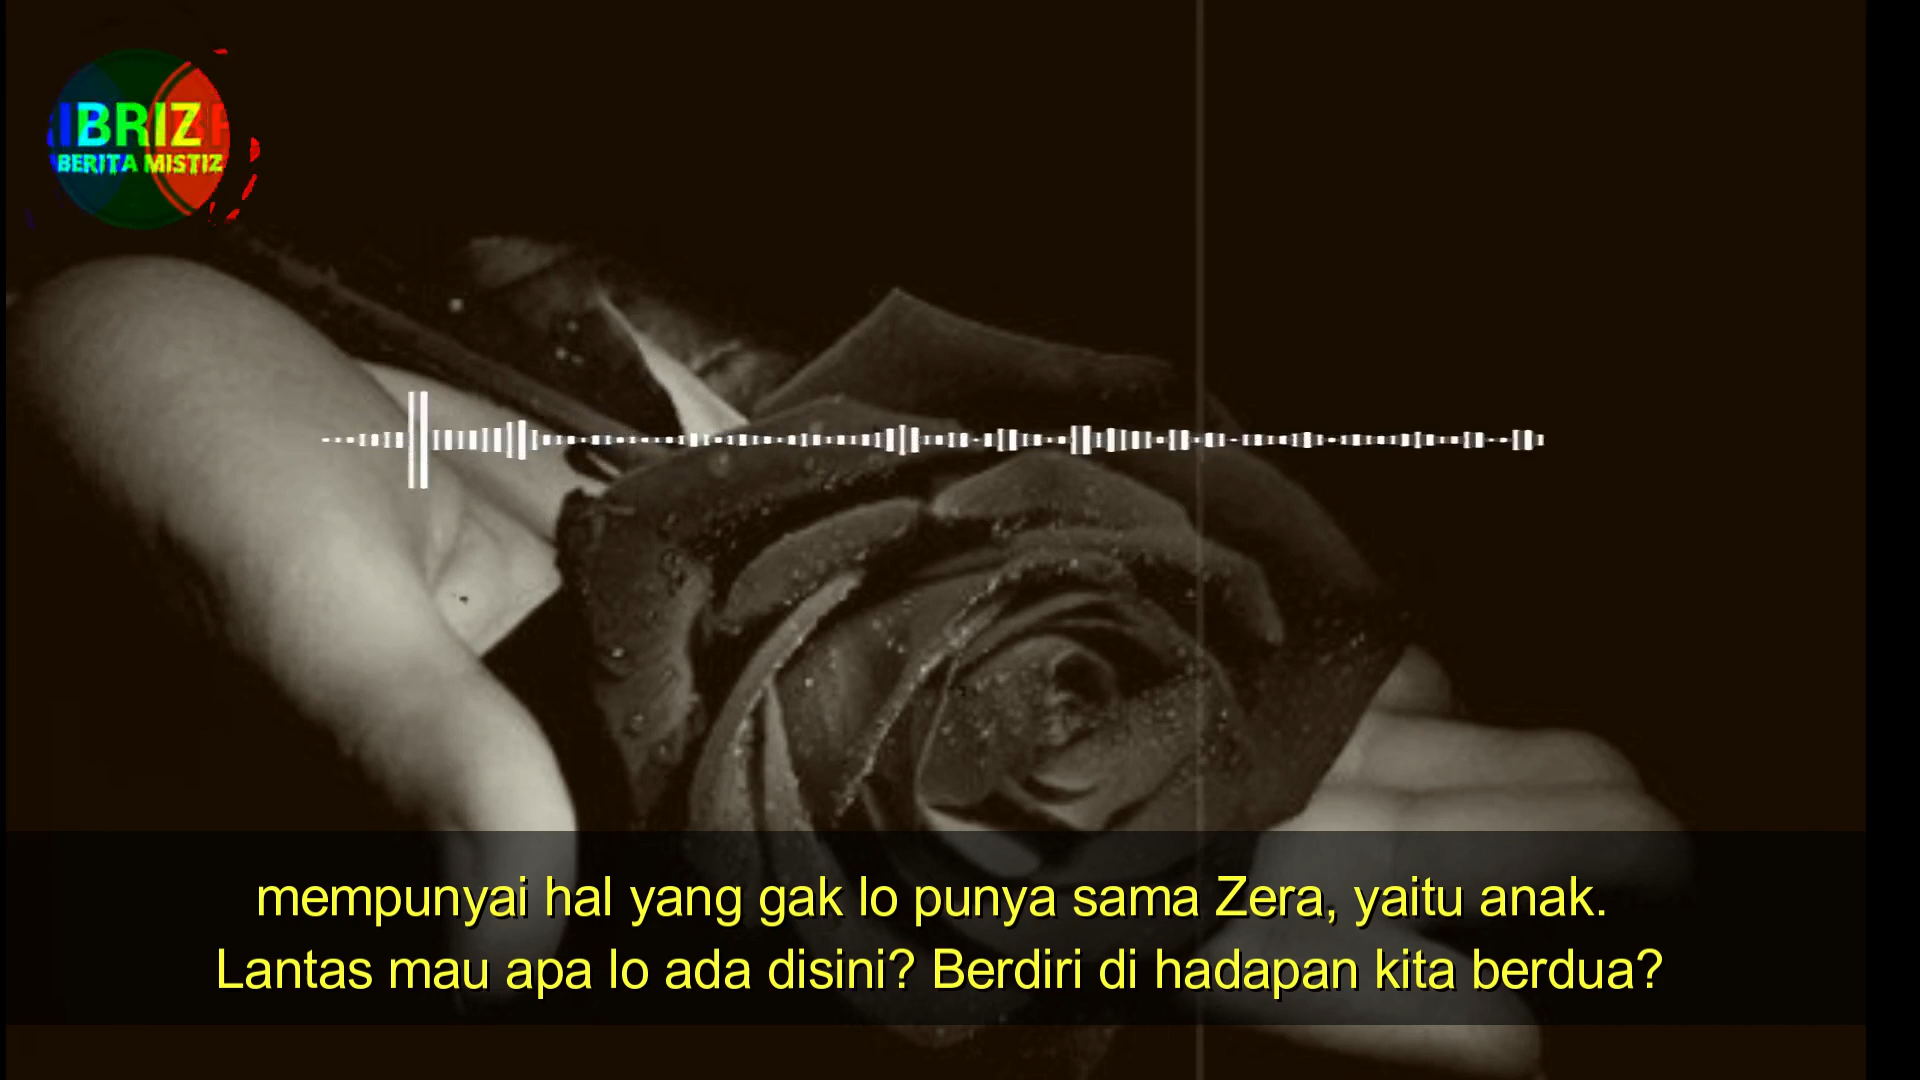 IBRIZ
BERITA MISTIZ
mempunyai hal yang gak lo punya sama Zera, yaitu anak.
Lantas mau apa lo ada disini? Berdiri di hadapan kita berdua?